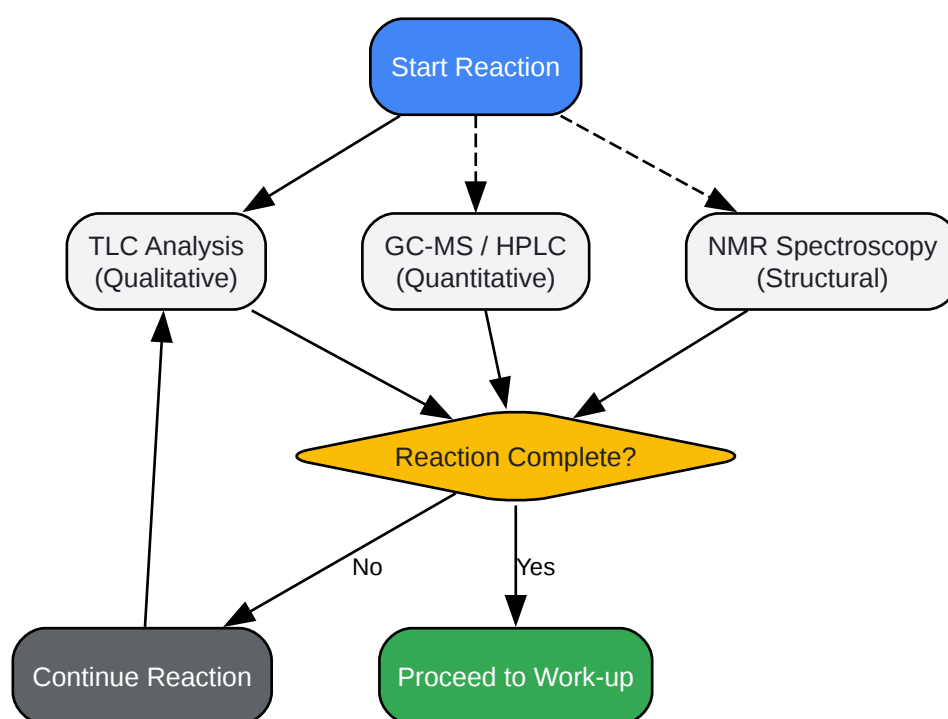 Start Reaction
TLC Analysis
(Qualitative)
GC-MS / HPLC
(Quantitative)
NMR Spectroscopy
(Structural)
Reaction Complete?
No
Yes
Continue Reaction
Proceed to Work-up